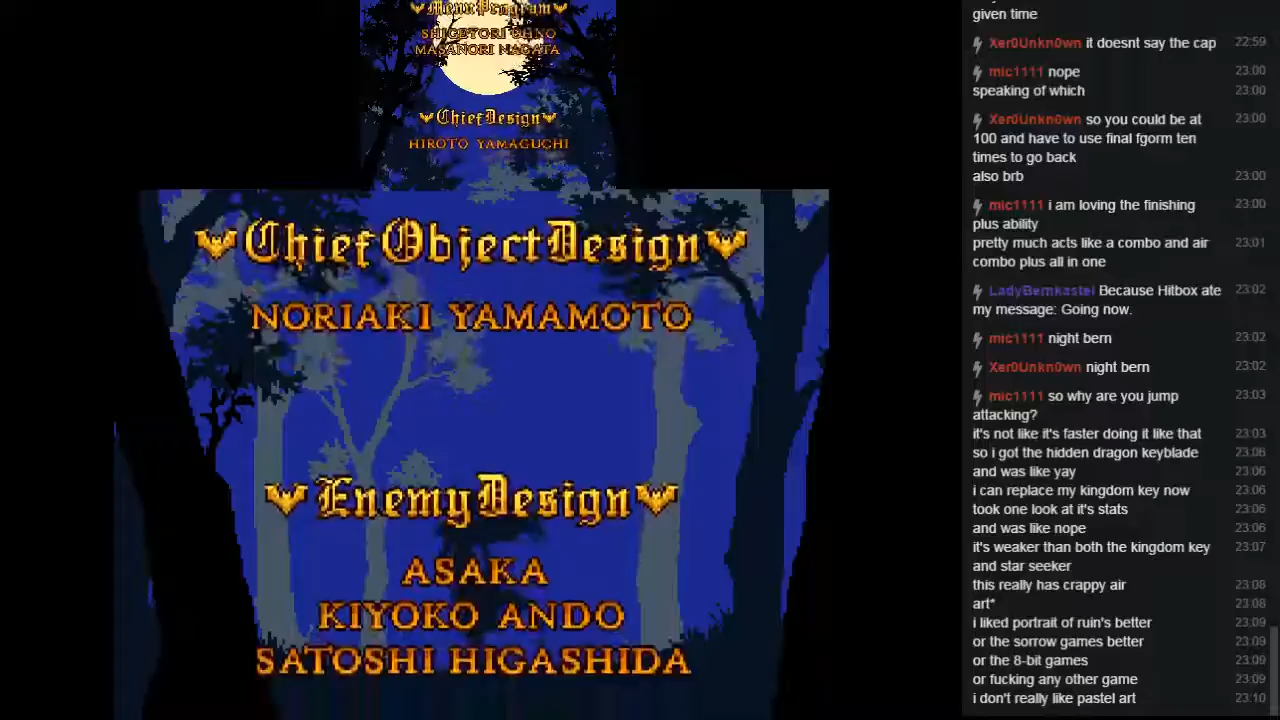 Menu Program
SHIGETORI OHNO
MASANORI NAGATA
Chief Design
HIROTO YAMAGUCHI
Chief Object Design
NORIAKI YAMAMOTO
Enemy Design
ASAKA
KIYOKO ANDO
SATOSHI HIGASHIDA
given time
Xer0Unkn0wn it doesnt say the cap 22:59
mic1111 nope 23:00
speaking of which 23:00
Xer0Unkn0wn so you could be at 23:00
100 and have to use final fgorm ten
times to go back
also brb 23:00
mic1111 i am loving the finishing 23:00
plus ability
pretty much acts like a combo and air 23:01
combo plus all in one
LadyBernkastel Because Hitbox ate 23:02
my message: Going now.
mic1111 night bern 23:02
Xer0Unkn0wn night bern 23:02
mic1111 so why are you jump 23:03
attacking?
it's not like it's faster doing it like that 23:03
so i got the hidden dragon keyblade 23:06
and was like yay 23:06
i can replace my kingdom key now 23:06
took one look at it's stats 23:06
and was like nope 23:06
it's weaker than both the kingdom key 23:07
and star seeker
this really has crappy air 23:08
art* 23:08
i liked portrait of ruin's better 23:09
or the sorrow games better 23:09
or the 8-bit games 23:09
or fucking any other game 23:09
i don't really like pastel art 23:10